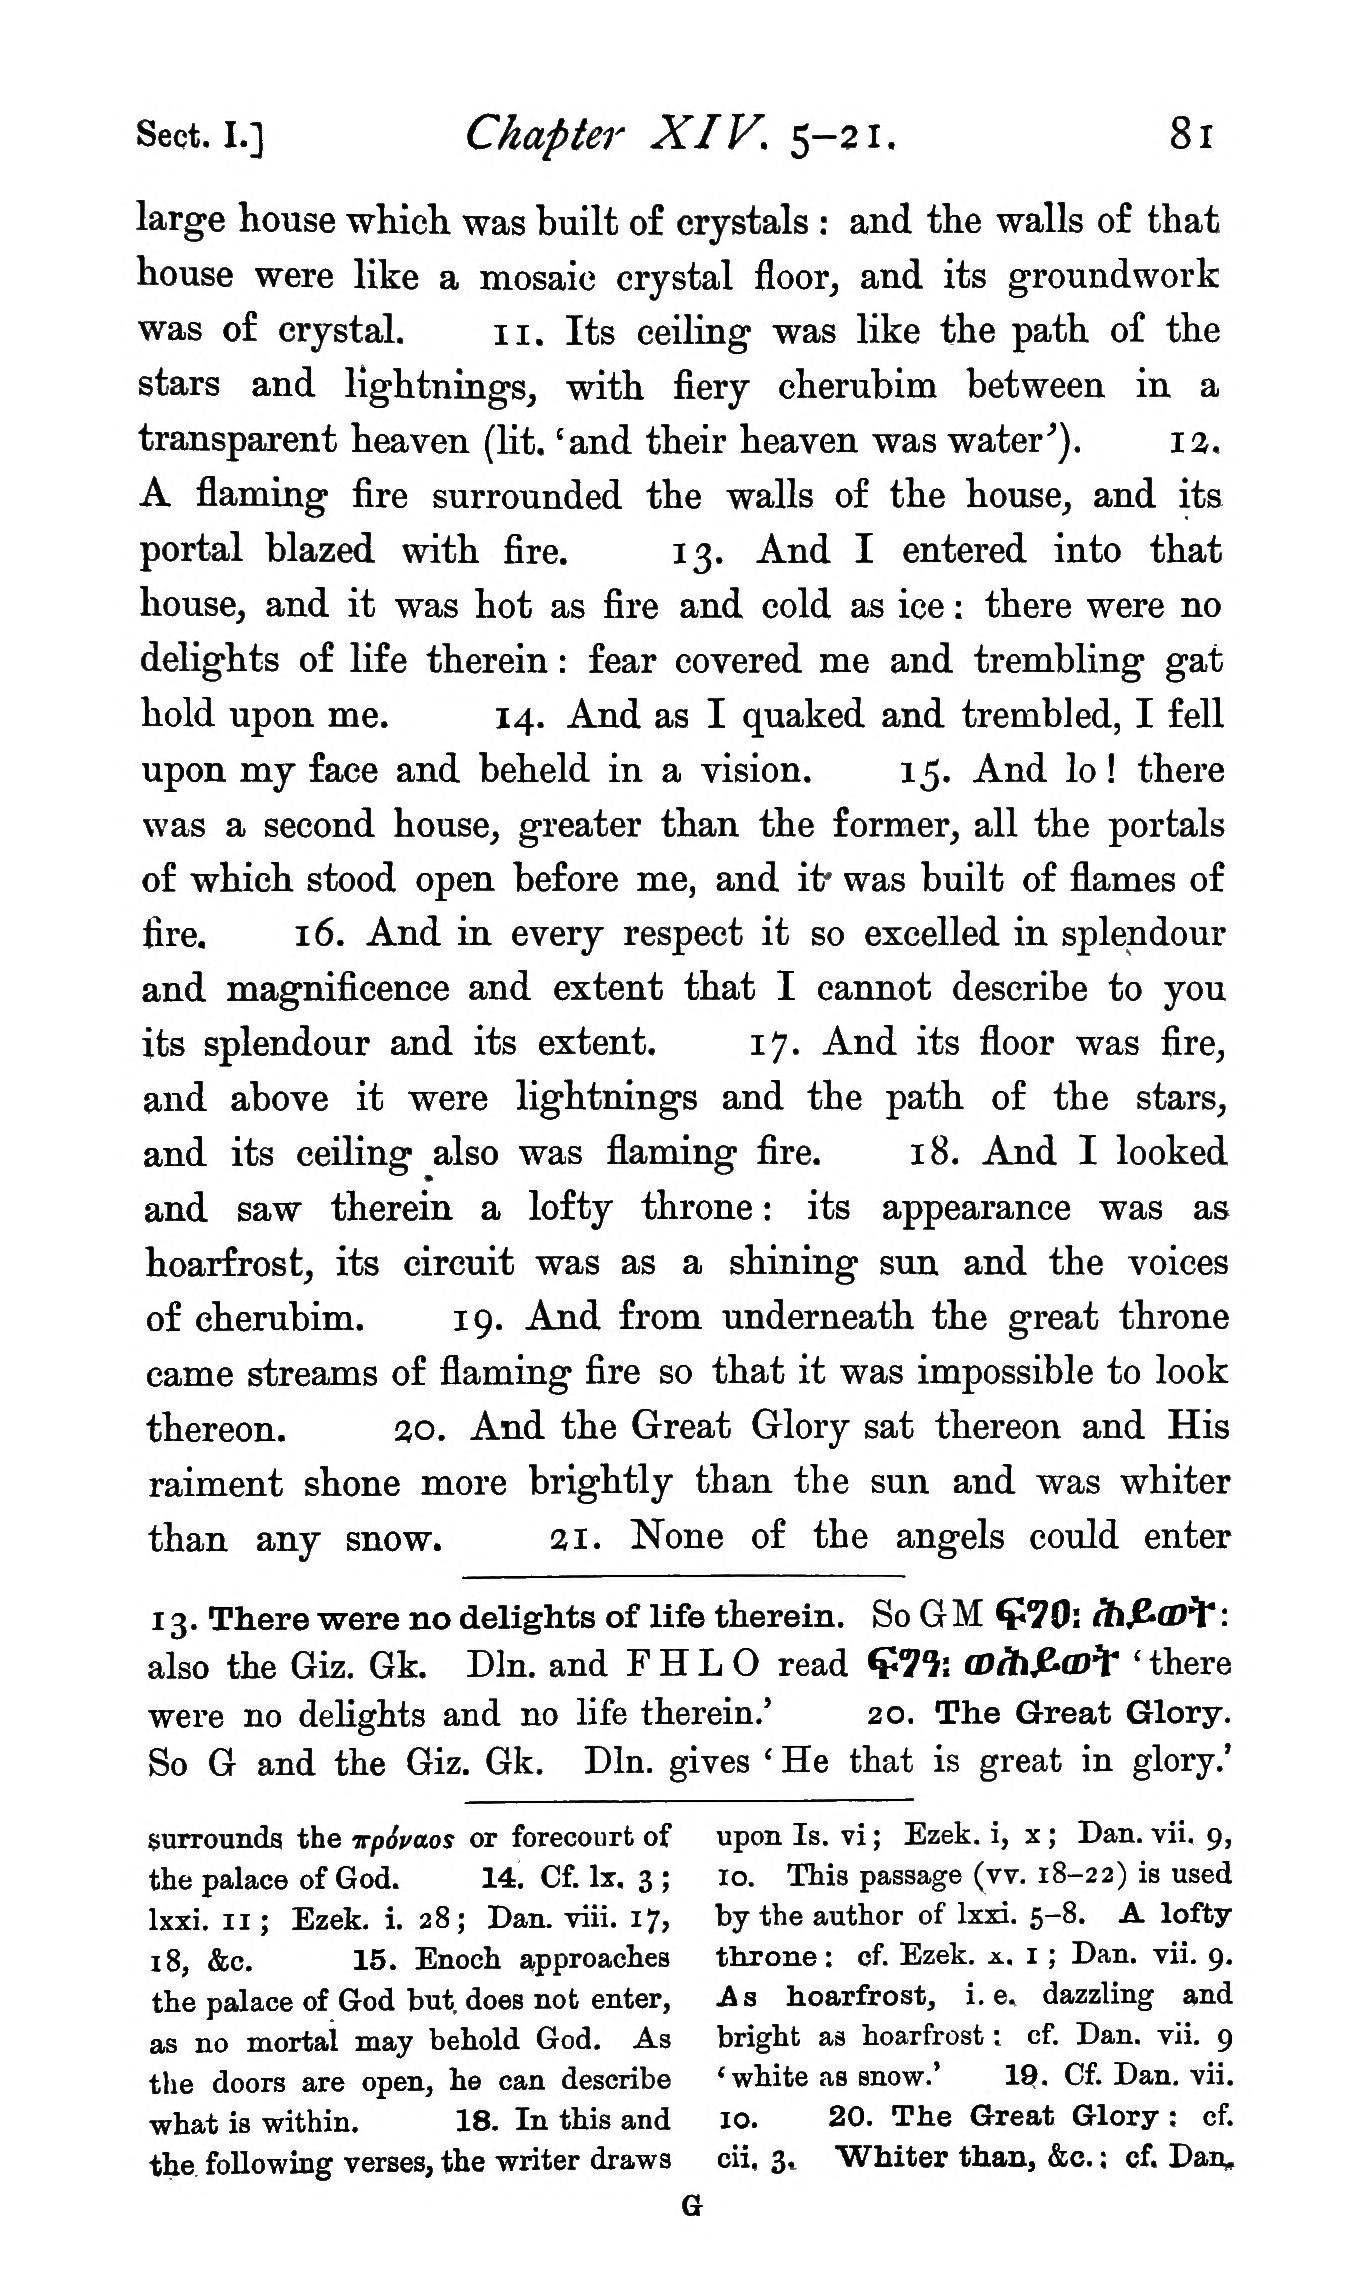 Sect. I.] Chapter XIV. 5–21. 81
large house which was built of crystals : and the walls of that
house were like a mosaic crystal floor, and its groundwork
was of crystal. 11. Its ceiling was like the path of the
stars and lightnings, with fiery cherubim between in a
transparent heaven (lit. ‘and their heaven was water’). 12.
A flaming fire surrounded the walls of the house, and its
portal blazed with fire. 13. And I entered into that
house, and it was hot as fire and cold as ice : there were no
delights of life therein : fear covered me and trembling gat
hold upon me. 14. And as I quaked and trembled, I fell
upon my face and beheld in a vision. 15. And lo ! there
was a second house, greater than the former, all the portals
of which stood open before me, and it was built of flames of
fire. 16. And in every respect it so excelled in splendour
and magnificence and extent that I cannot describe to you
its splendour and its extent. 17. And its floor was fire,
and above it were lightnings and the path of the stars,
and its ceiling also was flaming fire. 18. And I looked
and saw therein a lofty throne : its appearance was as
hoarfrost, its circuit was as a shining sun and the voices
of cherubim. 19. And from underneath the great throne
came streams of flaming fire so that it was impossible to look
thereon. 20. And the Great Glory sat thereon and His
raiment shone more brightly than the sun and was whiter
than any snow. 21. None of the angels could enter
13. There were no delights of life therein. So G M ፍግዐ፡ ሕይወት፡
also the Giz. Gk. Dln. and F H L O read ፍግዓ፡ ወሕይወት ‘there
were no delights and no life therein.’ 20. The Great Glory.
So G and the Giz. Gk. Dln. gives ‘He that is great in glory.’
surrounds the πρόναος or forecourt of
the palace of God. 14. Cf. lx. 3 ;
lxxi. 11 ; Ezek. i. 28 ; Dan. viii. 17,
18, &c. 15. Enoch approaches
the palace of God but does not enter,
as no mortal may behold God. As
the doors are open, he can describe
what is within. 18. In this and
the following verses, the writer draws
upon Is. vi ; Ezek. i, x ; Dan. vii. 9,
10. This passage (vv. 18–22) is used
by the author of lxxi. 5–8. A lofty
throne : cf. Ezek. x. 1 ; Dan. vii. 9.
As hoarfrost, i. e. dazzling and
bright as hoarfrost : cf. Dan. vii. 9
‘white as snow.’ 19. Cf. Dan. vii.
10. 20. The Great Glory : cf.
cii. 3. Whiter than, &c. : cf. Dan.
G